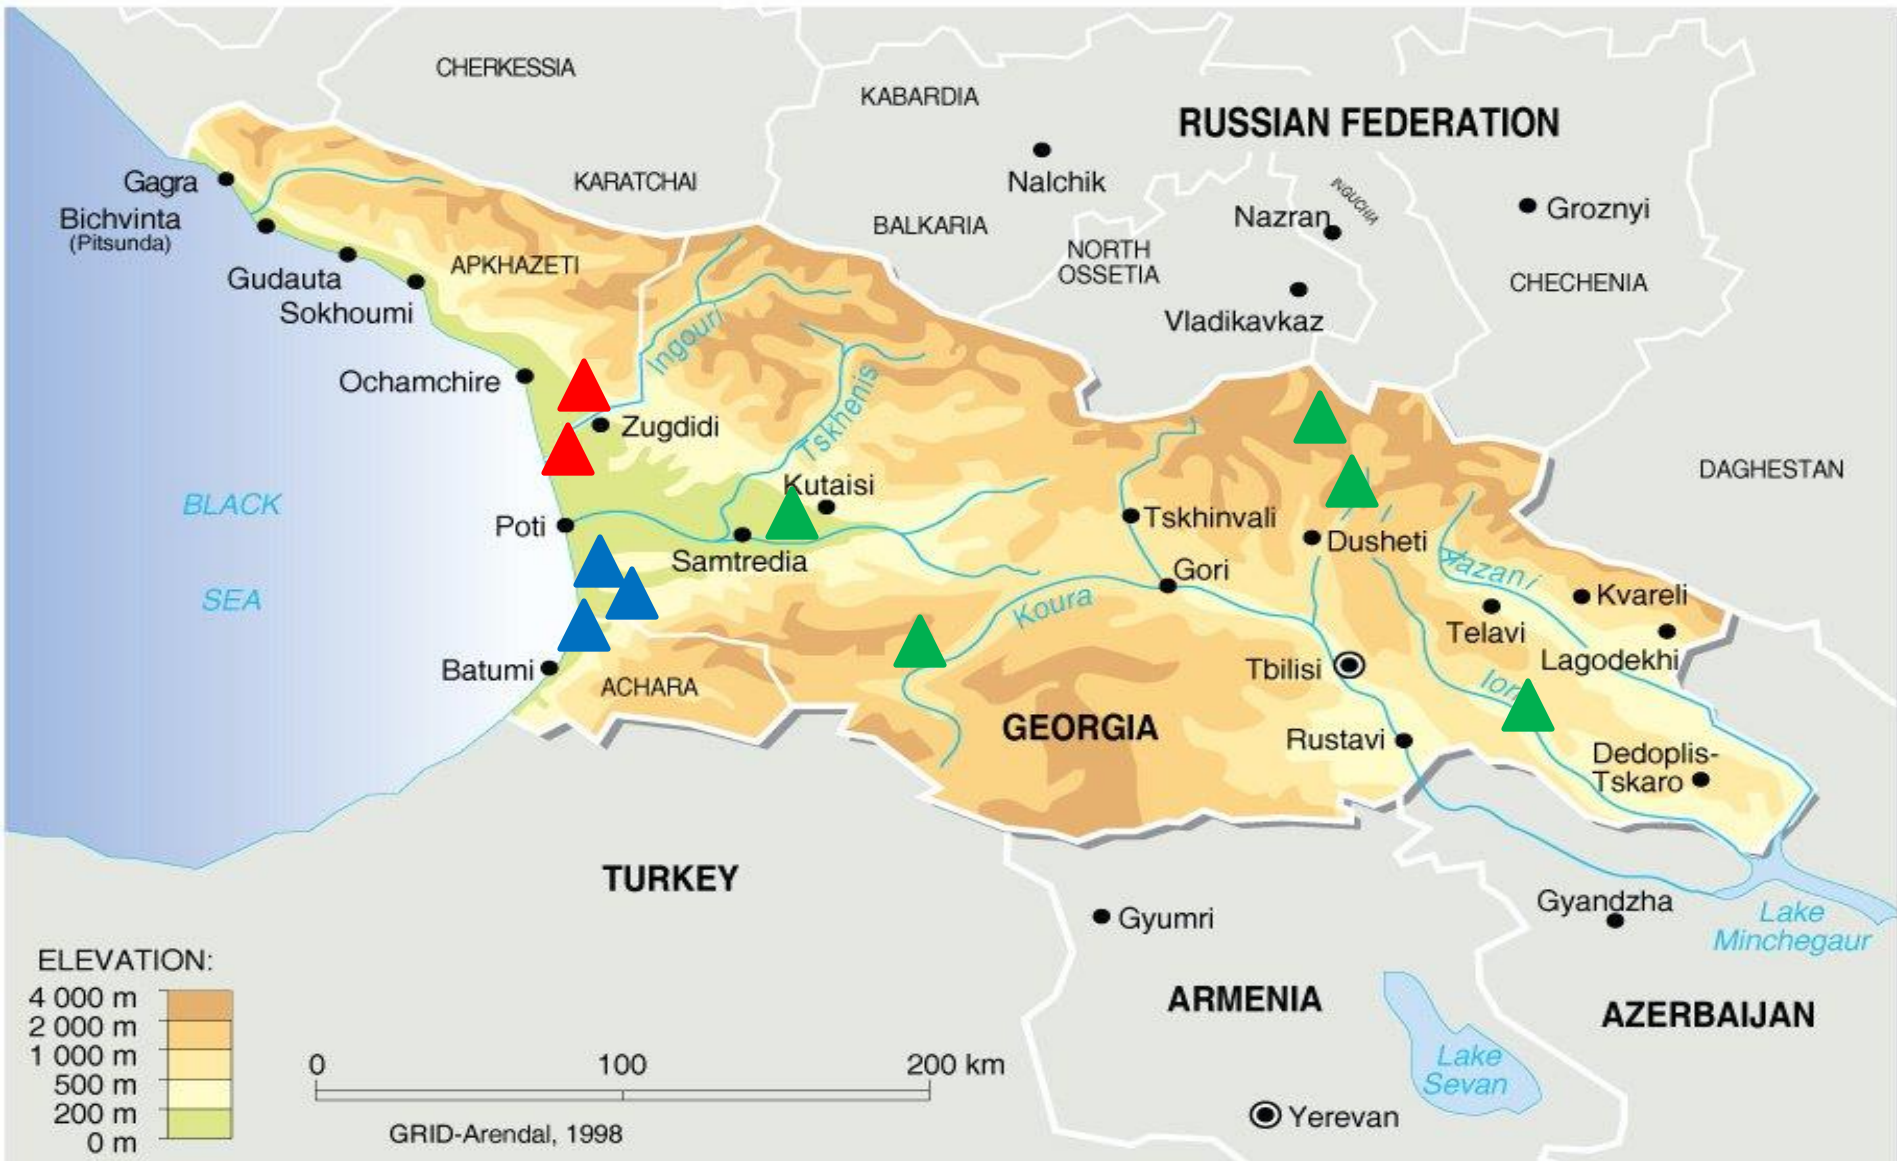 CHERKESSIA
KABARDIA
RUSSIAN FEDERATION
Nalchik
KARATCHAI
Gagra
Bichvinta
(Pitsunda)
BALKARIA
Nazran
INGUCHIA
Groznyi
NORTH
OSSETIA
CHECHENIA
APKHAZETI
Gudauta
Sokhoumi
Vladikavkaz
Ingouri
Ochamchire
Tskhenis
Zugdidi
DAGHESTAN
BLACK
SEA
Kutaisi
Poti
Samtredia
Tskhinvali
Dusheti
Gori
Koura
Kvareli
Telavi
Lagodekhi
Batumi
ACHARA
Tbilisi
GEORGIA
Rustavi
Dedoplis-
Tskaro
TURKEY
Gyumri
Gyandzha
Lake
Minchegaur
ARMENIA
AZERBAIJAN
Lake
Sevan
Yerevan
ELEVATION:
4 000 m
2 000 m
1 000 m
500 m
200 m
0 m
0 100 200 km
GRID-Arendal, 1998